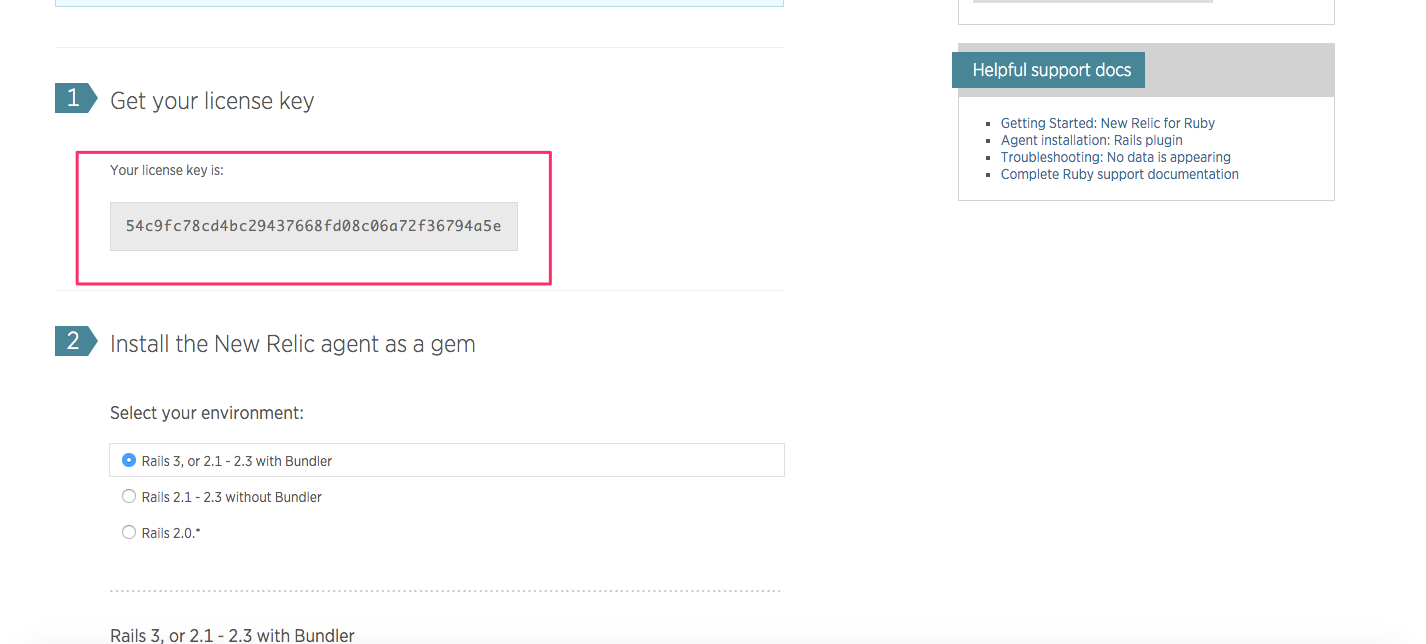 1 Get your license key
Your license key is:
54c9fc78cd4bc29437668fd08c06a72f36794a5e
2 Install the New Relic agent as a gem
Select your environment:
Rails 3, or 2.1 - 2.3 with Bundler
Rails 2.1 - 2.3 without Bundler
Rails 2.0.*
Rails 3, or 2.1 - 2.3 with Bundler
Helpful support docs
Getting Started: New Relic for Ruby
Agent installation: Rails plugin
Troubleshooting: No data is appearing
Complete Ruby support documentation